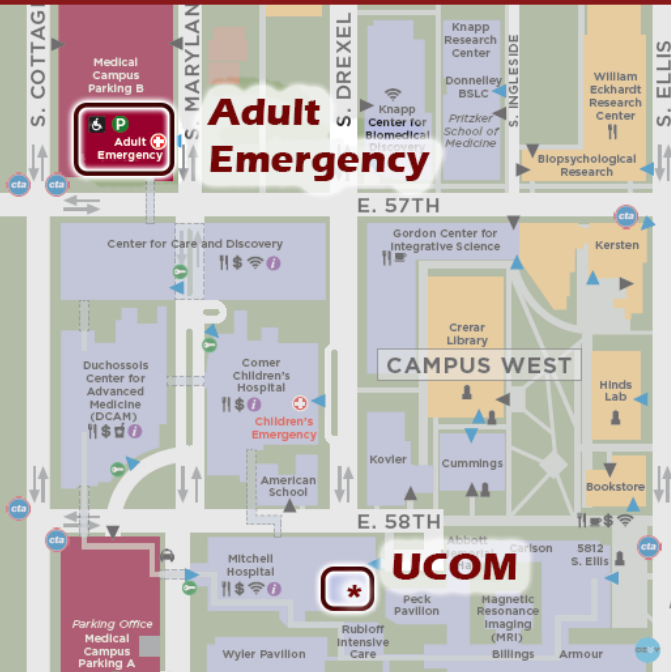 S. COTTAG
S. MARYLAN
S. DREXEL
S. INGLESIDE
S. ELLIS
Medical
Campus
Parking B
P
Adult
Emergency
Adult
Emergency
Knapp
Center for
Biomedical
Discovery
Knapp
Research
Center
Donnelley
BSLC
Pritzker
School of
Medicine
William
Eckhardt
Research
Center
Biopsychological
Research
cta
cta
E. 57TH
cta
Center for Care and Discovery
$ i
Gordon Center for
Integrative Science
Kersten
Crerar
Library
CAMPUS WEST
Hinds
Lab
Duchossois
Center for
Advanced
Medicine
(DCAM)
$ i
Comer
Children's
Hospital
$ i
Children's
Emergency
American
School
Kovler
Cummings
Bookstore
$
cta
cta
E. 58TH
cta
Mitchell
Hospital
$ i
*
UCOM
Abbott
Memorial
Hall
Carlson
5812
S. Ellis
Peck
Pavilion
Magnetic
Resonance
Imaging
(MRI)
Parking Office
Medical
Campus
Parking A
Wyler Pavilion
Rubloff
Intensive
Care
Billings
Armour